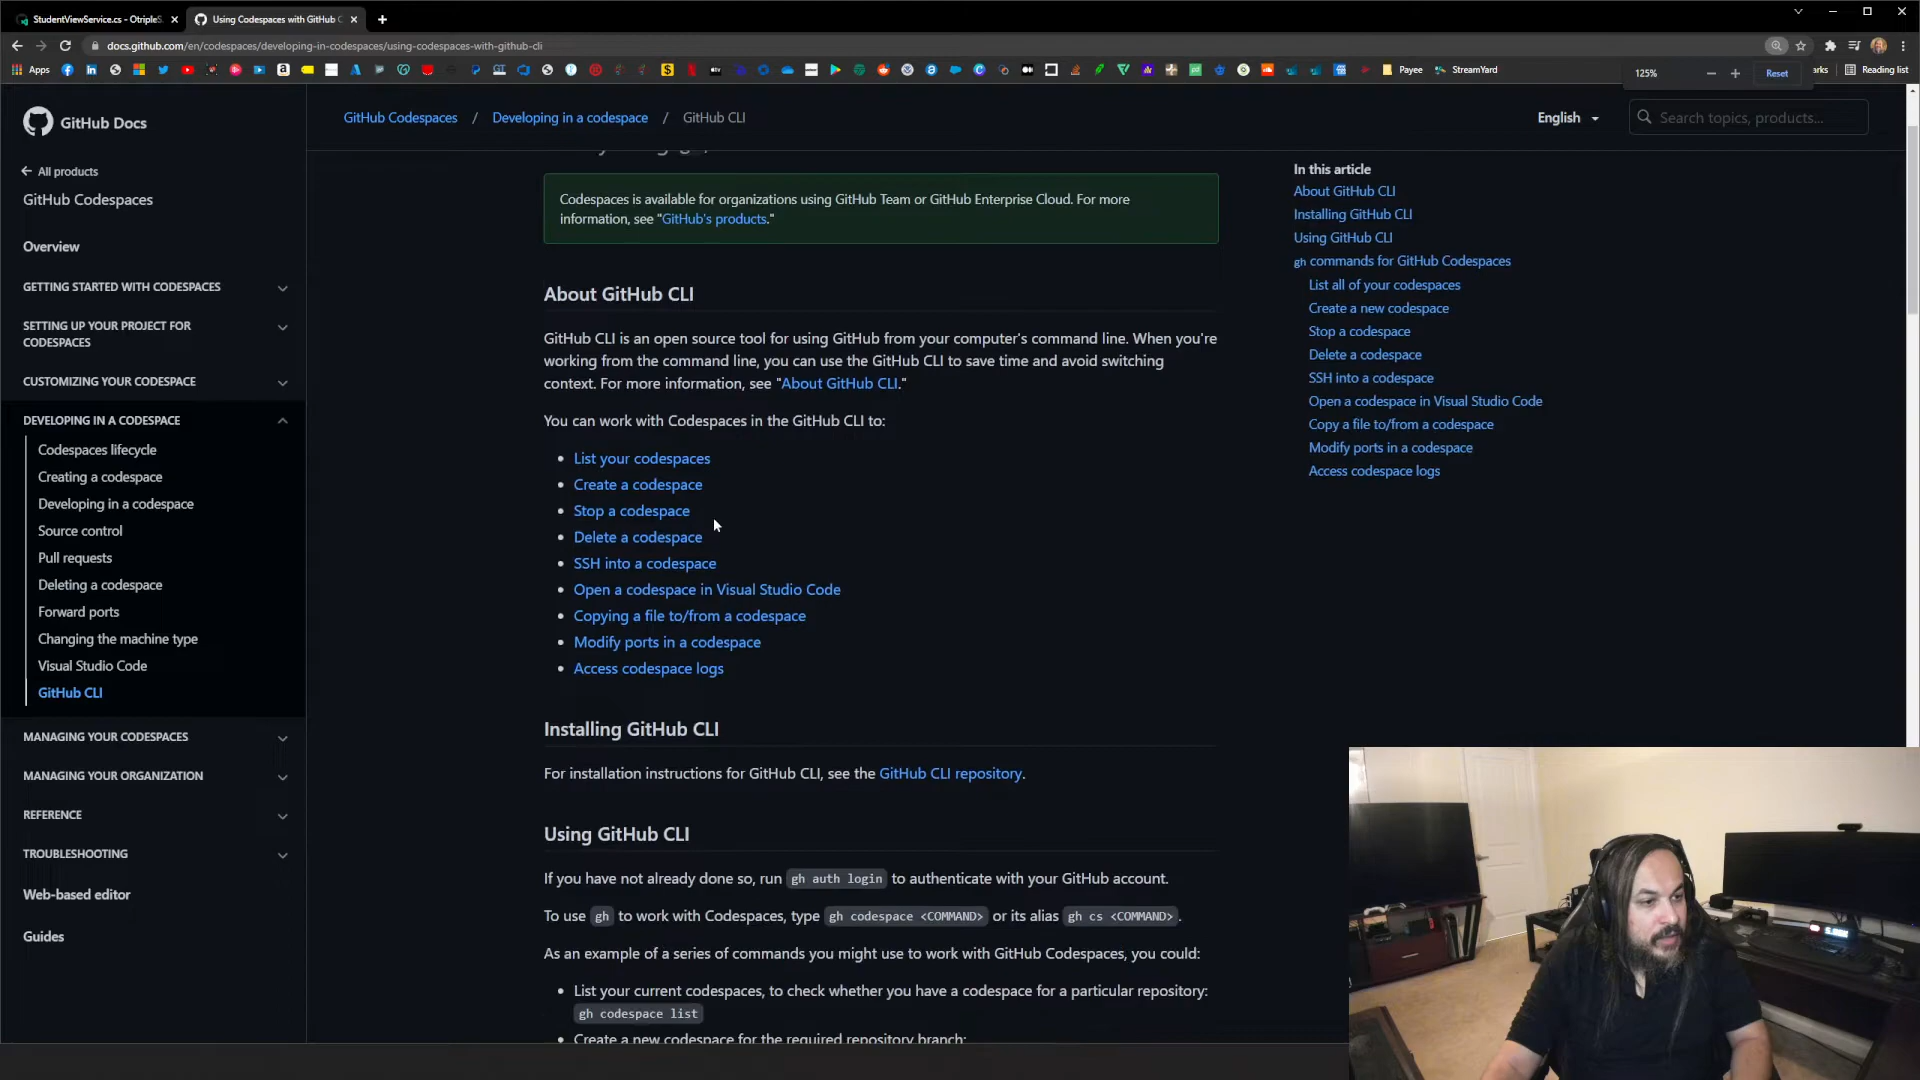 StudentViewService.cs - OtripleS
Using Codespaces with GitHub C
docs.github.com/en/codespaces/developing-in-codespaces/using-codespaces-with-github-cli
Apps
Payee
StreamYard
125%
Reset
Reading list
GitHub Docs
GitHub Codespaces / Developing in a codespace / GitHub CLI
English
Search topics, products...
All products
GitHub Codespaces
Overview
GETTING STARTED WITH CODESPACES
SETTING UP YOUR PROJECT FOR
CODESPACES
CUSTOMIZING YOUR CODESPACE
DEVELOPING IN A CODESPACE
Codespaces lifecycle
Creating a codespace
Developing in a codespace
Source control
Pull requests
Deleting a codespace
Forward ports
Changing the machine type
Visual Studio Code
GitHub CLI
MANAGING YOUR CODESPACES
MANAGING YOUR ORGANIZATION
REFERENCE
TROUBLESHOOTING
Web-based editor
Guides
Codespaces is available for organizations using GitHub Team or GitHub Enterprise Cloud. For more
information, see "GitHub's products."
About GitHub CLI
GitHub CLI is an open source tool for using GitHub from your computer's command line. When you're
working from the command line, you can use the GitHub CLI to save time and avoid switching
context. For more information, see "About GitHub CLI."
You can work with Codespaces in the GitHub CLI to:
• List your codespaces
• Create a codespace
• Stop a codespace
• Delete a codespace
• SSH into a codespace
• Open a codespace in Visual Studio Code
• Copying a file to/from a codespace
• Modify ports in a codespace
• Access codespace logs
Installing GitHub CLI
For installation instructions for GitHub CLI, see the GitHub CLI repository.
Using GitHub CLI
If you have not already done so, run gh auth login to authenticate with your GitHub account.
To use gh to work with Codespaces, type gh codespace <COMMAND> or its alias gh cs <COMMAND>.
As an example of a series of commands you might use to work with GitHub Codespaces, you could:
• List your current codespaces, to check whether you have a codespace for a particular repository:
gh codespace list
• Create a new codespace for the required repository branch:
In this article
About GitHub CLI
Installing GitHub CLI
Using GitHub CLI
gh commands for GitHub Codespaces
List all of your codespaces
Create a new codespace
Stop a codespace
Delete a codespace
SSH into a codespace
Open a codespace in Visual Studio Code
Copy a file to/from a codespace
Modify ports in a codespace
Access codespace logs